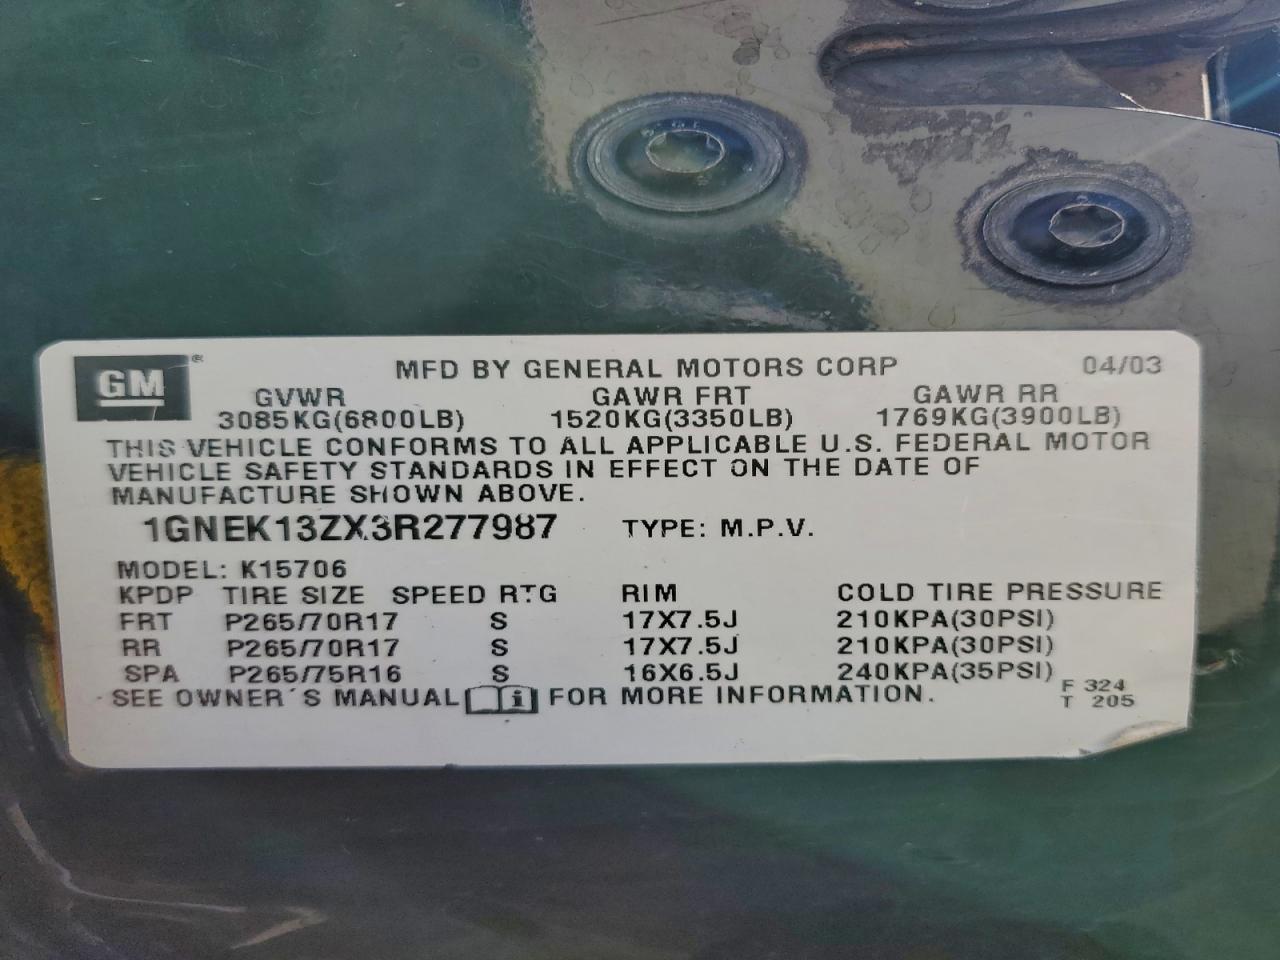 GM®
MFD BY GENERAL MOTORS CORP 04/03
GVWR GAWR FRT GAWR RR
3085KG(6800LB) 1520KG(3350LB) 1769KG(3900LB)
THIS VEHICLE CONFORMS TO ALL APPLICABLE U.S. FEDERAL MOTOR
VEHICLE SAFETY STANDARDS IN EFFECT ON THE DATE OF
MANUFACTURE SHOWN ABOVE.
1GNEK13ZX3R277987 TYPE: M.P.V.
MODEL: K15706
KPDP TIRE SIZE SPEED RTG RIM COLD TIRE PRESSURE
FRT P265/70R17 S 17X7.5J 210KPA(30PSI)
RR P265/70R17 S 17X7.5J 210KPA(30PSI)
SPA P265/75R16 S 16X6.5J 240KPA(35PSI)
SEE OWNER´S MANUAL i FOR MORE INFORMATION.
F 324
T 205